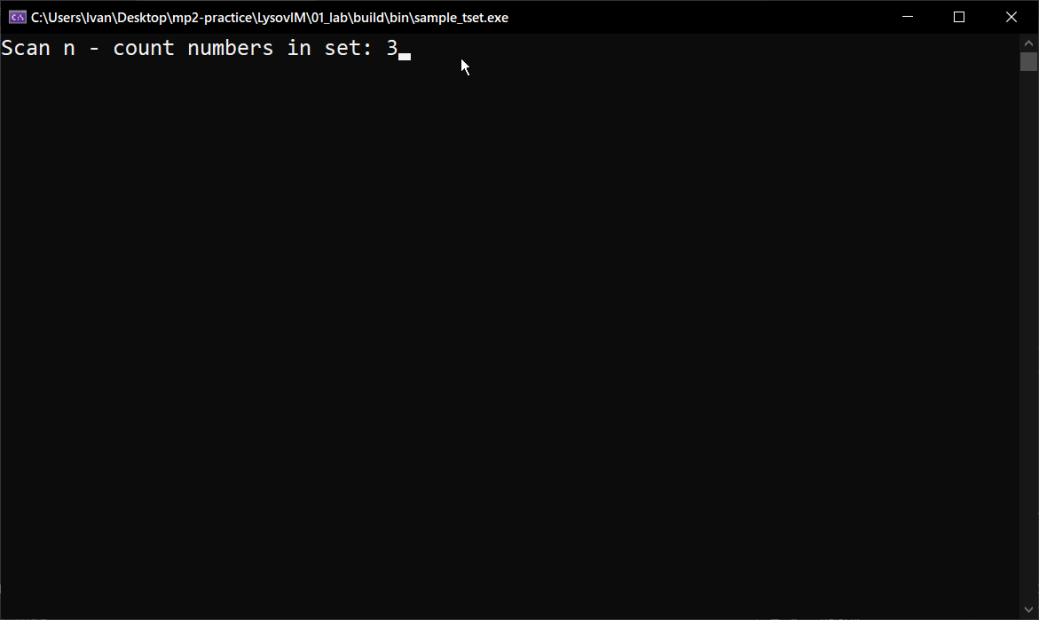 C:\Users\Ivan\Desktop\mp2-practice\LysovIM\01_lab\build\bin\sample_tset.exe
Scan n - count numbers in set: 3